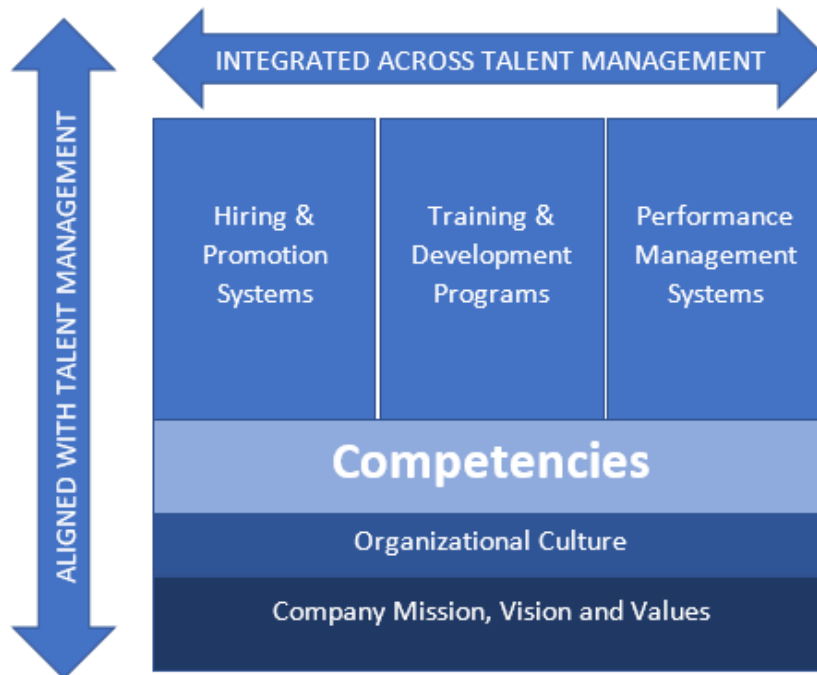 INTEGRATED ACROSS TALENT MANAGEMENT
ALIGNED WITH TALENT MANAGEMENT
Hiring &
Promotion
Systems
Training &
Development
Programs
Performance
Management
Systems
Competencies
Organizational Culture
Company Mission, Vision and Values